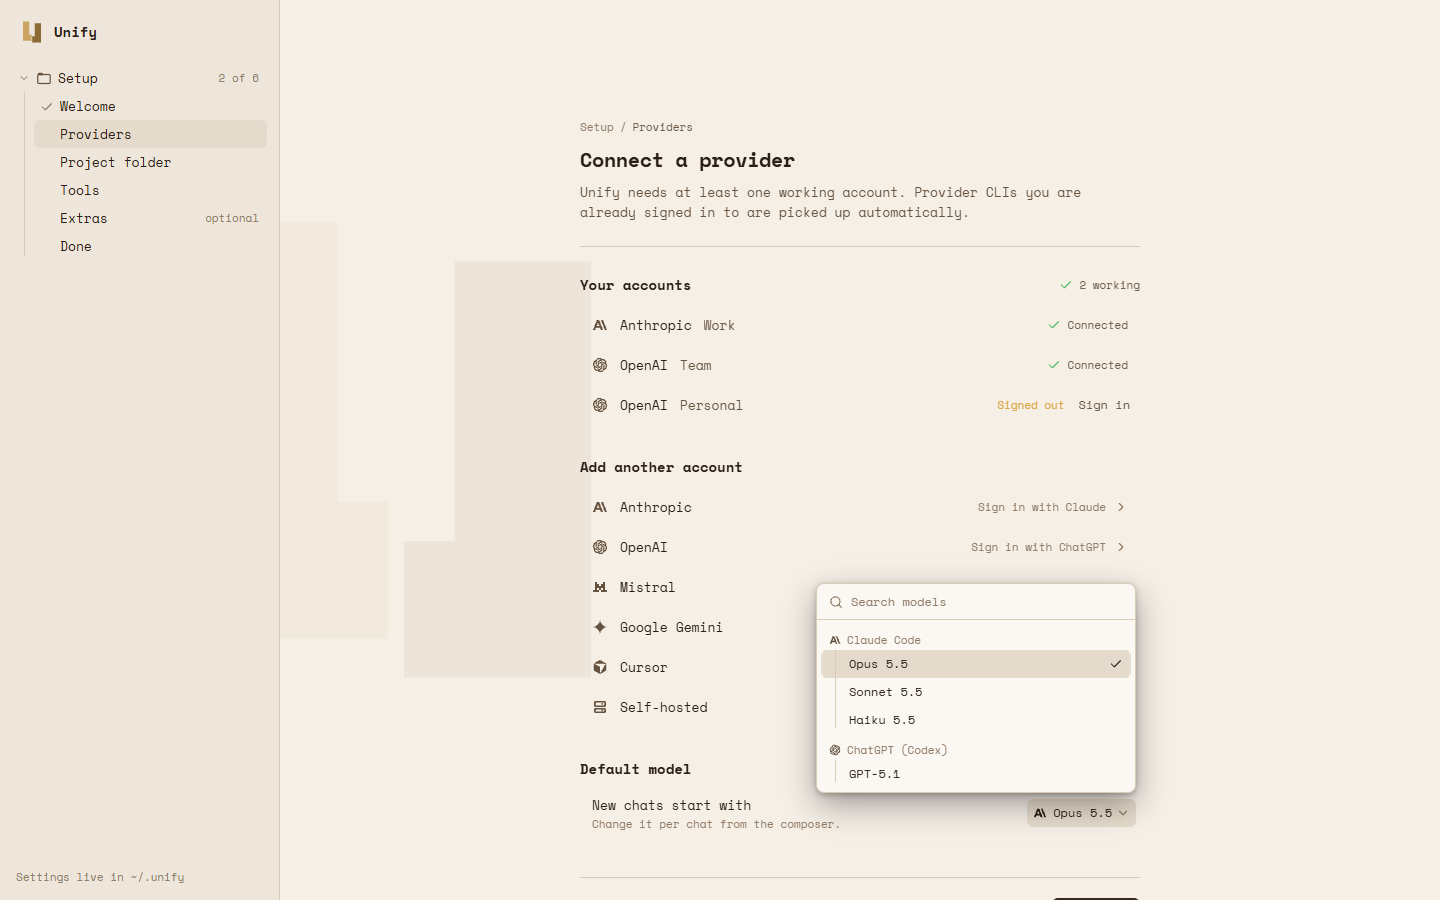 Unify
Setup 2 of 6
Welcome
Providers
Project folder
Tools
Extras optional
Done
Settings live in ~/.unify
Setup / Providers
Connect a provider
Unify needs at least one working account. Provider CLIs you are
already signed in to are picked up automatically.
Your accounts 2 working
Anthropic Work Connected
OpenAI Team Connected
OpenAI Personal Signed out Sign in
Add another account
Anthropic Sign in with Claude
OpenAI Sign in with ChatGPT
Mistral
Google Gemini
Cursor
Self-hosted
Search models
Claude Code
Opus 5.5
Sonnet 5.5
Haiku 5.5
ChatGPT (Codex)
GPT-5.1
Default model
New chats start with
Change it per chat from the composer.
Opus 5.5